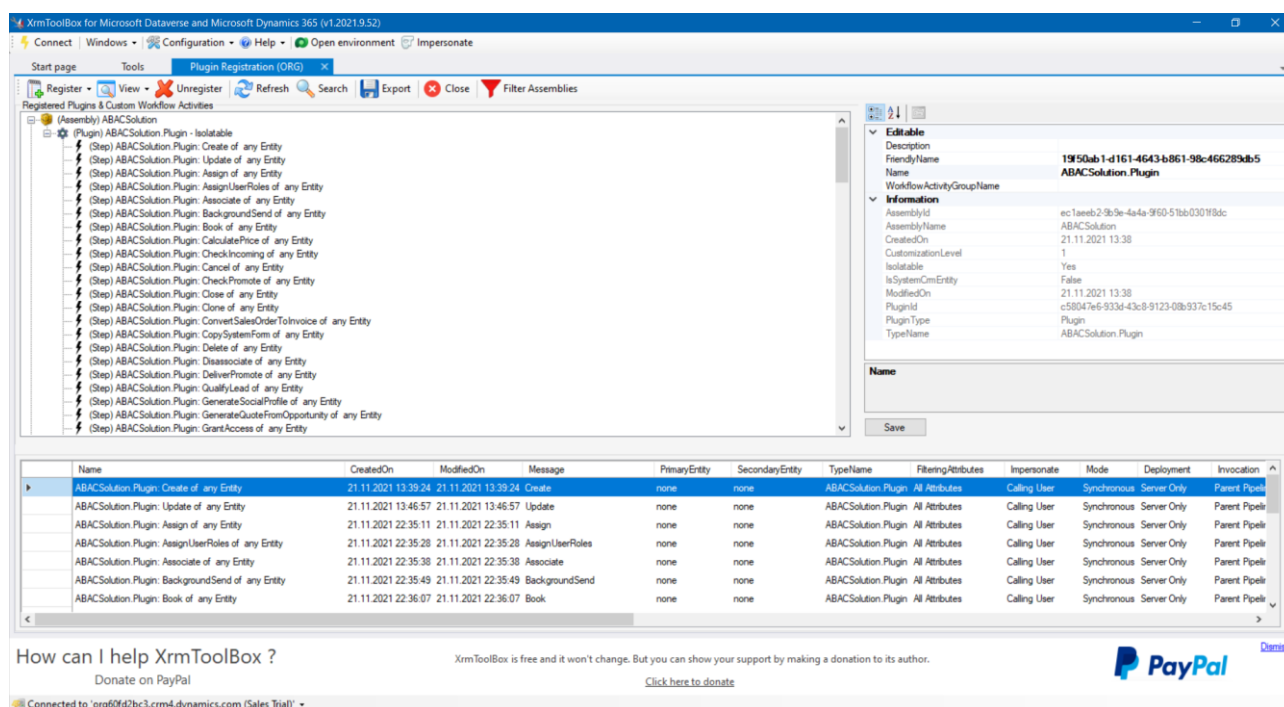 XrmToolBox for Microsoft Dataverse and Microsoft Dynamics 365 (v1.2021.9.52)
Connect Windows Configuration Help Open environment Impersonate
Start page Tools Plugin Registration (ORG)
Register View Unregister Refresh Search Export Close Filter Assemblies
Registered Plugins & Custom Workflow Activities
(Assembly) ABACSolution
(Plugin) ABACSolution.Plugin - Isolatable
(Step) ABACSolution.Plugin: Create of any Entity
(Step) ABACSolution.Plugin: Update of any Entity
(Step) ABACSolution.Plugin: Assign of any Entity
(Step) ABACSolution.Plugin: AssignUserRoles of any Entity
(Step) ABACSolution.Plugin: Associate of any Entity
(Step) ABACSolution.Plugin: BackgroundSend of any Entity
(Step) ABACSolution.Plugin: Book of any Entity
(Step) ABACSolution.Plugin: CalculatePrice of any Entity
(Step) ABACSolution.Plugin: CheckIncoming of any Entity
(Step) ABACSolution.Plugin: Cancel of any Entity
(Step) ABACSolution.Plugin: CheckPromote of any Entity
(Step) ABACSolution.Plugin: Close of any Entity
(Step) ABACSolution.Plugin: Clone of any Entity
(Step) ABACSolution.Plugin: ConvertSalesOrderToInvoice of any Entity
(Step) ABACSolution.Plugin: CopySystemForm of any Entity
(Step) ABACSolution.Plugin: Delete of any Entity
(Step) ABACSolution.Plugin: Disassociate of any Entity
(Step) ABACSolution.Plugin: DeliverPromote of any Entity
(Step) ABACSolution.Plugin: QualifyLead of any Entity
(Step) ABACSolution.Plugin: GenerateSocialProfile of any Entity
(Step) ABACSolution.Plugin: GenerateQuoteFromOpportunity of any Entity
(Step) ABACSolution.Plugin: GrantAccess of any Entity
Editable
Description
FriendlyName 19f50ab1-d161-4643-b861-98c466289db5
Name ABACSolution.Plugin
WorkflowActivityGroupName
Information
AssemblyId ec1aeeb2-9b9e-4a4a-9f60-51bb0301f8dc
AssemblyName ABACSolution
CreatedOn 21.11.2021 13:38
CustomizationLevel 1
Isolatable Yes
IsSystemCrmEntity False
ModifiedOn 21.11.2021 13:38
PluginId c58047e6-933d-43c8-9123-08b937c15c45
PluginType Plugin
TypeName ABACSolution.Plugin
Name
Save
Name CreatedOn ModifiedOn Message PrimaryEntity SecondaryEntity TypeName FilteringAttributes Impersonate Mode Deployment Invocation
ABACSolution.Plugin: Create of any Entity 21.11.2021 13:39:24 21.11.2021 13:39:24 Create none none ABACSolution.Plugin All Attributes Calling User Synchronous Server Only Parent Pipelin
ABACSolution.Plugin: Update of any Entity 21.11.2021 13:46:57 21.11.2021 13:46:57 Update none none ABACSolution.Plugin All Attributes Calling User Synchronous Server Only Parent Pipelin
ABACSolution.Plugin: Assign of any Entity 21.11.2021 22:35:11 21.11.2021 22:35:11 Assign none none ABACSolution.Plugin All Attributes Calling User Synchronous Server Only Parent Pipelin
ABACSolution.Plugin: AssignUserRoles of any Entity 21.11.2021 22:35:28 21.11.2021 22:35:28 AssignUserRoles none none ABACSolution.Plugin All Attributes Calling User Synchronous Server Only Parent Pipelin
ABACSolution.Plugin: Associate of any Entity 21.11.2021 22:35:38 21.11.2021 22:35:38 Associate none none ABACSolution.Plugin All Attributes Calling User Synchronous Server Only Parent Pipelin
ABACSolution.Plugin: BackgroundSend of any Entity 21.11.2021 22:35:49 21.11.2021 22:35:49 BackgroundSend none none ABACSolution.Plugin All Attributes Calling User Synchronous Server Only Parent Pipelin
ABACSolution.Plugin: Book of any Entity 21.11.2021 22:36:07 21.11.2021 22:36:07 Book none none ABACSolution.Plugin All Attributes Calling User Synchronous Server Only Parent Pipelin
How can I help XrmToolBox ?
Donate on PayPal
XrmToolBox is free and it won't change. But you can show your support by making a donation to its author.
Click here to donate
PayPal
Dismis
Connected to 'org60fd2bc3.crm4.dynamics.com (Sales Trial)'